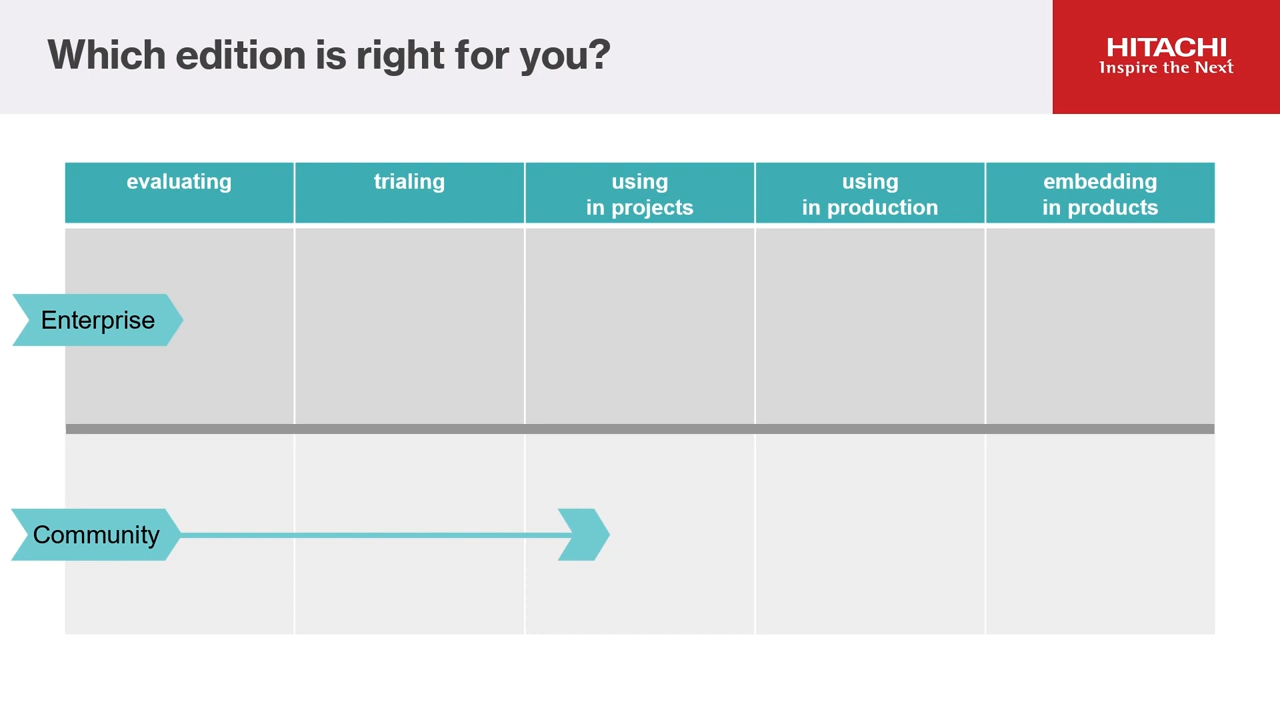 Which edition is right for you?
HITACHI
Inspire the Next
evaluating
trialing
using
in projects
using
in production
embedding
in products
Enterprise
Community